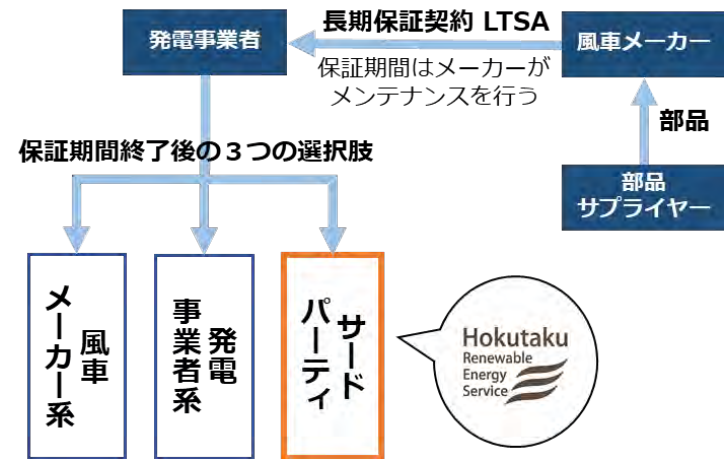 発電事業者
長期保証契約 LTSA
保証期間はメーカーが
メンテナンスを行う
風車メーカー
部品
部品
サプライヤー
保証期間終了後の３つの選択肢
風車
メーカー系
発電
事業者系
サード
パーティ
Hokutaku
Renewable
Energy
Service